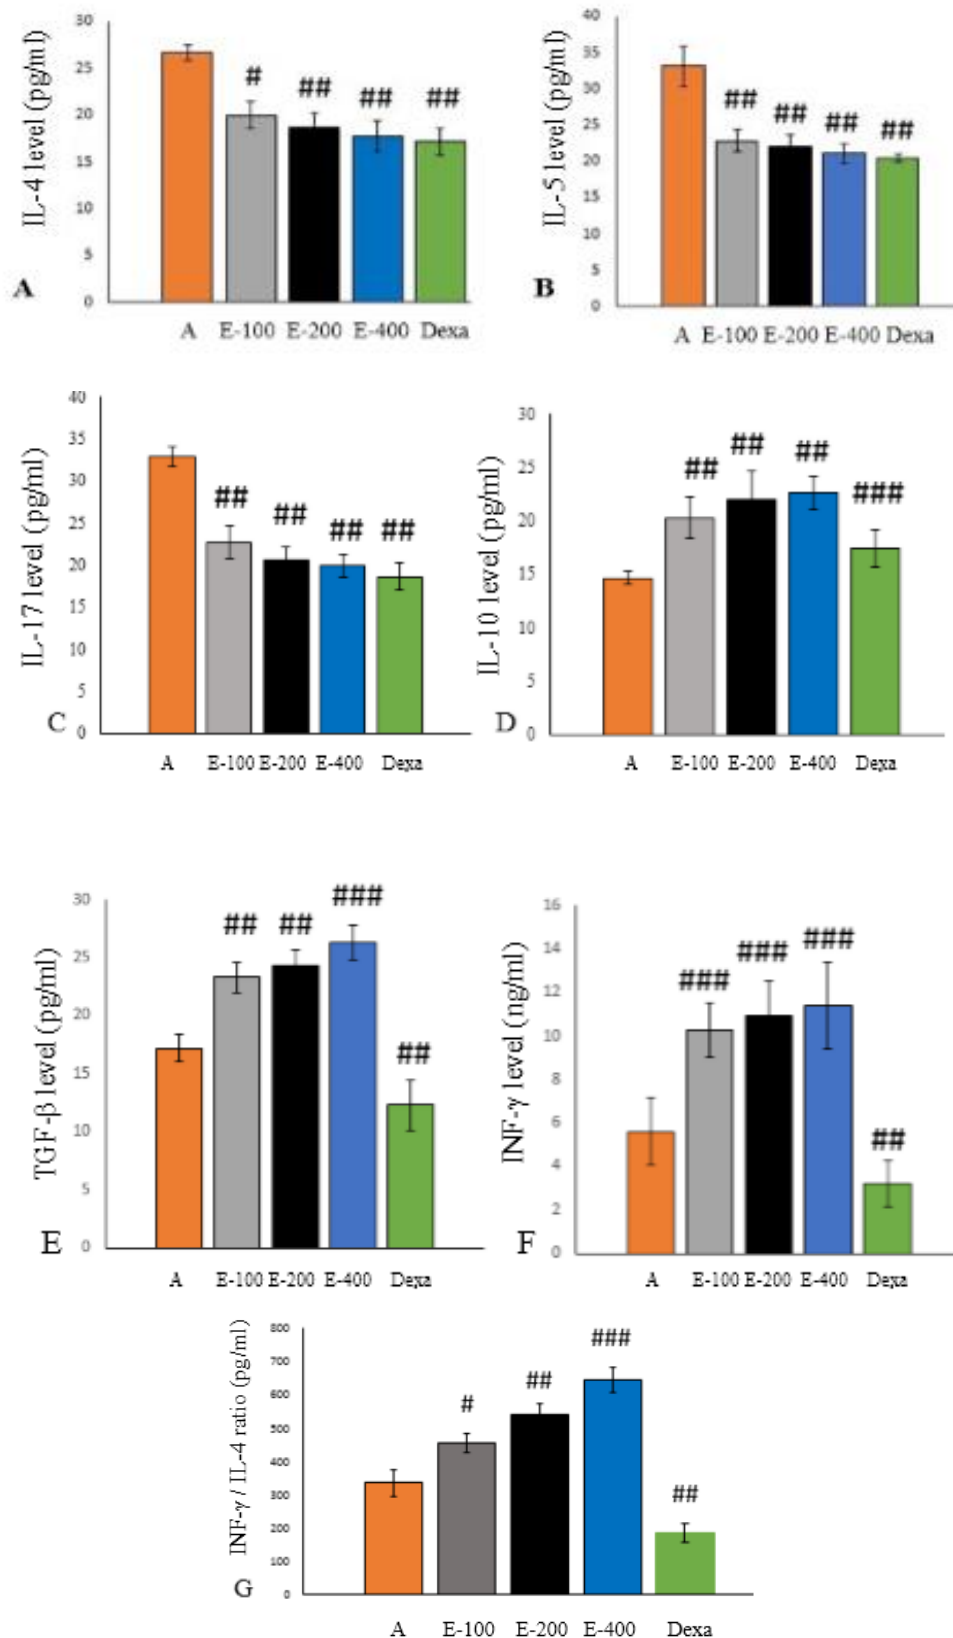 30
25
20
15
10
5
0
IL-4 level (pg/ml)
# ## ## ##
A
A E-100 E-200 E-400 Dexa
40
35
30
25
20
15
10
5
0
IL-5 level (pg/ml)
## ## ## ##
B
A E-100 E-200 E-400 Dexa
40
35
30
25
20
15
10
5
0
IL-17 level (pg/ml)
## ## ## ##
C
A E-100 E-200 E-400 Dexa
30
25
20
15
10
5
0
IL-10 level (pg/ml)
## ## ## ###
D
A E-100 E-200 E-400 Dexa
30
25
20
15
10
5
0
TGF-β level (pg/ml)
## ## ### ##
E
A E-100 E-200 E-400 Dexa
16
14
12
10
8
6
4
2
0
INF-γ level (ng/ml)
### ### ### ##
F
A E-100 E-200 E-400 Dexa
800
700
600
500
400
300
200
100
0
INF-γ / IL-4 ratio (pg/ml)
# ## ### ##
G
A E-100 E-200 E-400 Dexa